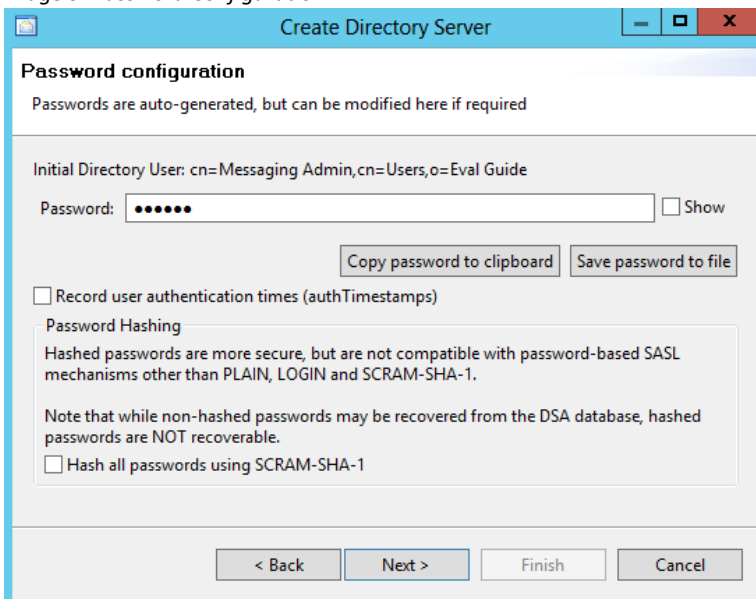 Create Directory Server
Password configuration
Passwords are auto-generated, but can be modified here if required
Initial Directory User: cn=Messaging Admin,cn=Users,o=Eval Guide
Password: ●●●●●● Show
Copy password to clipboard Save password to file
Record user authentication times (authTimestamps)
Password Hashing
Hashed passwords are more secure, but are not compatible with password-based SASL
mechanisms other than PLAIN, LOGIN and SCRAM-SHA-1.
Note that while non-hashed passwords may be recovered from the DSA database, hashed
passwords are NOT recoverable.
Hash all passwords using SCRAM-SHA-1
< Back Next > Finish Cancel